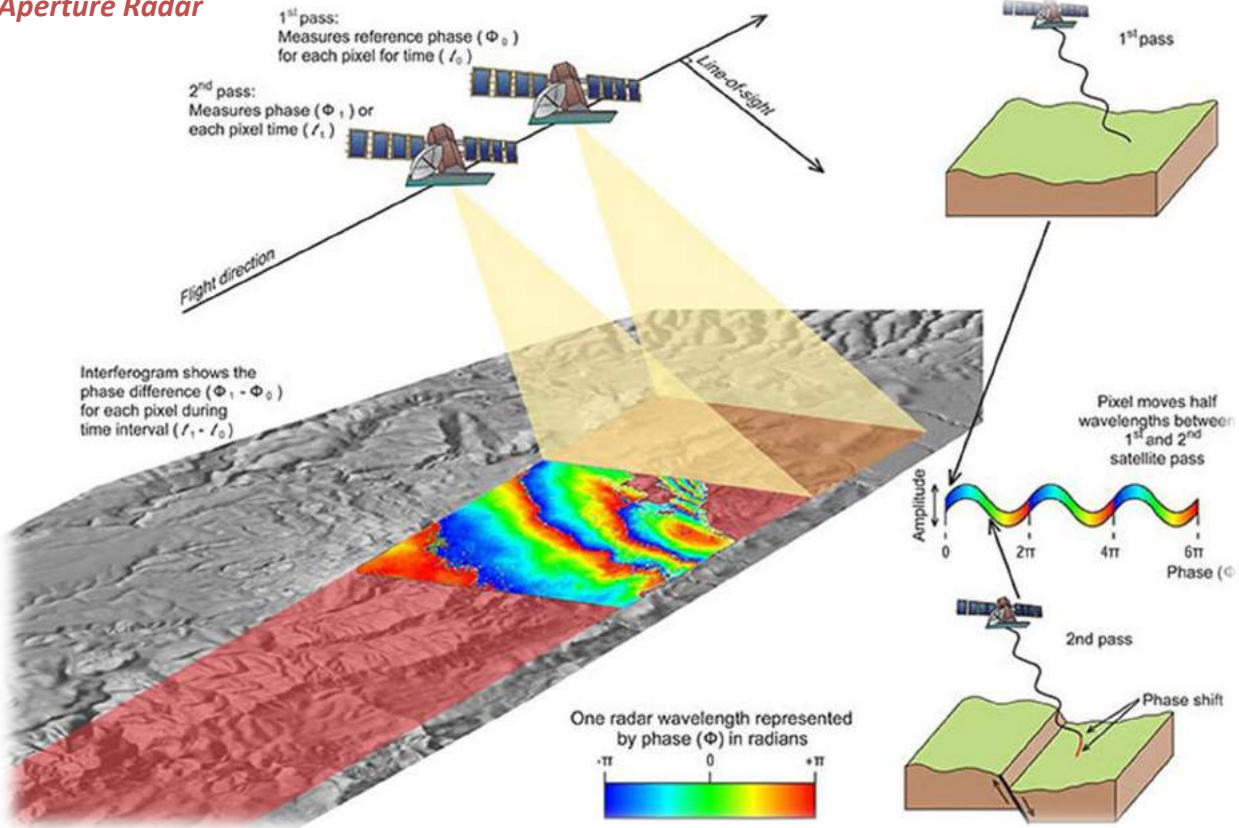 Aperture Radar
1st pass:
Measures reference phase (Φ0)
for each pixel for time (t0)
2nd pass:
Measures phase (Φ1) or
each pixel time (t1)
Line-of-sight
Flight direction
1st pass
Interferogram shows the
phase difference (Φ1 - Φ0)
for each pixel during
time interval (t1 - t0)
Pixel moves half
wavelengths between
1st and 2nd
satellite pass
Amplitude
0 2π 4π 6π
Phase (Φ
2nd pass
Phase shift
One radar wavelength represented
by phase (Φ) in radians
-π 0 +π